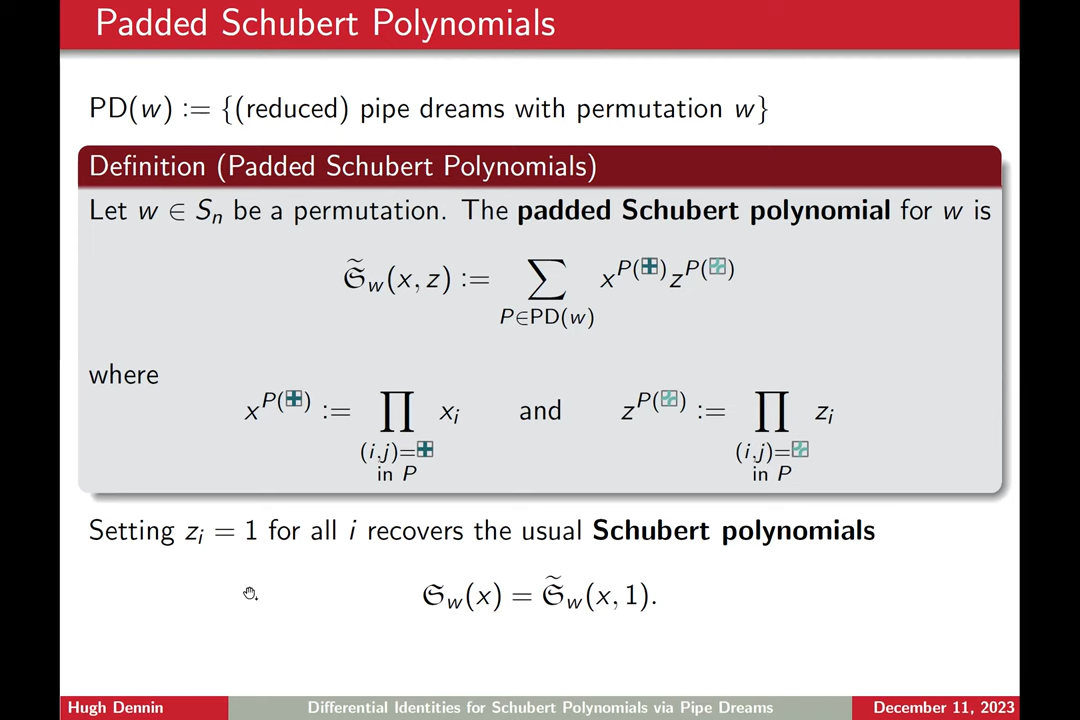 Padded Schubert Polynomials
PD(w) := {(reduced) pipe dreams with permutation w}
Definition (Padded Schubert Polynomials)
Let w ∈ Sₙ be a permutation. The padded Schubert polynomial for w is
𝔖̃_w(x, z) := ∑_{P∈PD(w)} x^{P(⊞)} z^{P(⊞)}
where
x^{P(⊞)} := ∏_{(i,j)=⊞ in P} x_i and z^{P(⊞)} := ∏_{(i,j)=⊞ in P} z_i
Setting z_i = 1 for all i recovers the usual Schubert polynomials
𝔖_w(x) = 𝔖̃_w(x, 1).
Hugh Dennin Differential Identities for Schubert Polynomials via Pipe Dreams December 11, 2023